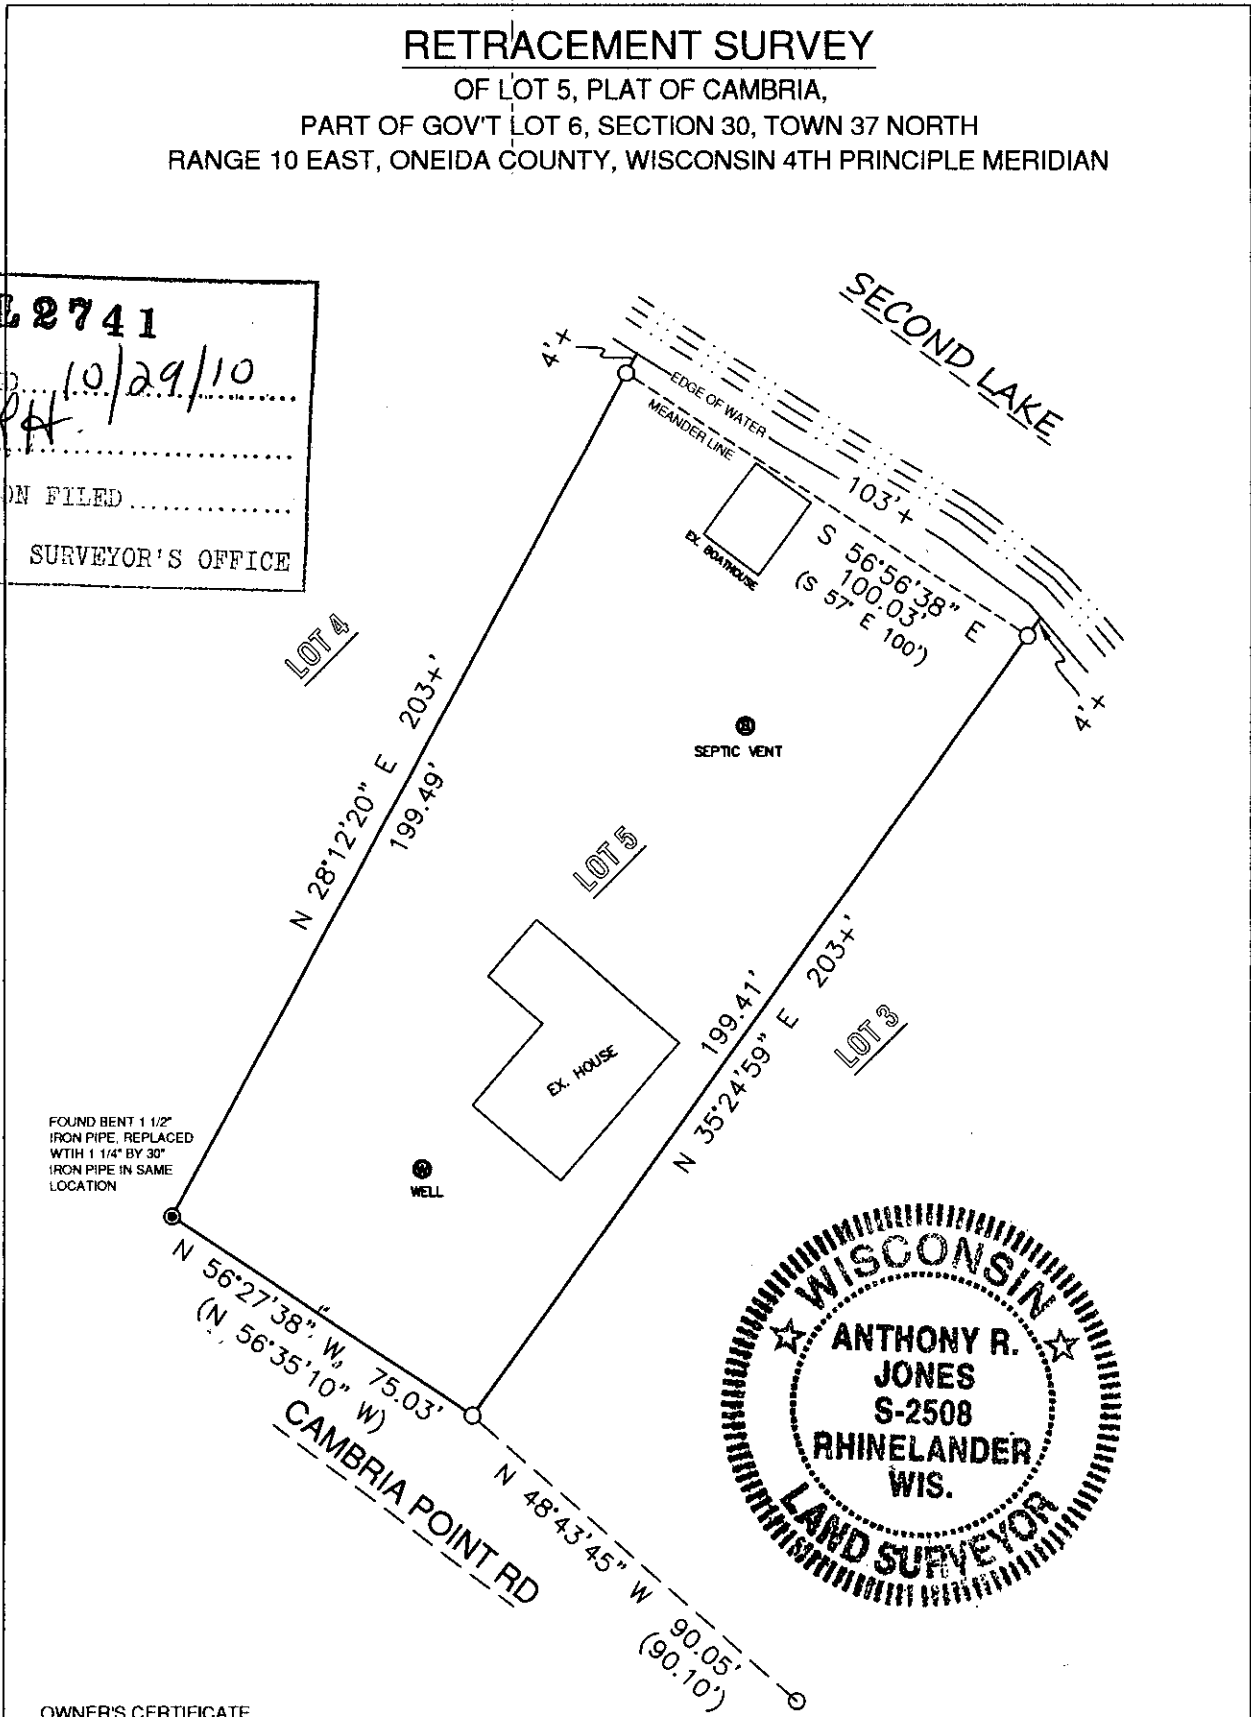 RETRACEMENT SURVEY
OF LOT 5, PLAT OF CAMBRIA,
PART OF GOV'T LOT 6, SECTION 30, TOWN 37 NORTH
RANGE 10 EAST, ONEIDA COUNTY, WISCONSIN 4TH PRINCIPLE MERIDIAN
2741
10/29/10
ON FILED
SURVEYOR'S OFFICE
SECOND LAKE
4'+
EDGE OF WATER
MEANDER LINE
103'+
EX. BOATHOUSE
S 56°56'38" E
100.03'
(S 57° E 100')
4'+
LOT 4
N 28°12'20" E 203+'
199.49'
SEPTIC VENT
LOT 5
199.41'
N 35°24'59" E 203+'
LOT 3
EX. HOUSE
FOUND BENT 1 1/2"
IRON PIPE, REPLACED
WTIH 1 1/4" BY 30"
IRON PIPE IN SAME
LOCATION
WELL
N 56°27'38" W, 75.03'
(N 56°35'10" W)
CAMBRIA POINT RD
N 48°43'45" W 90.05'
(90.10')
WISCONSIN
ANTHONY R.
JONES
S-2508
RHINELANDER
WIS.
LAND SURVEYOR
OWNER'S CERTIFICATE